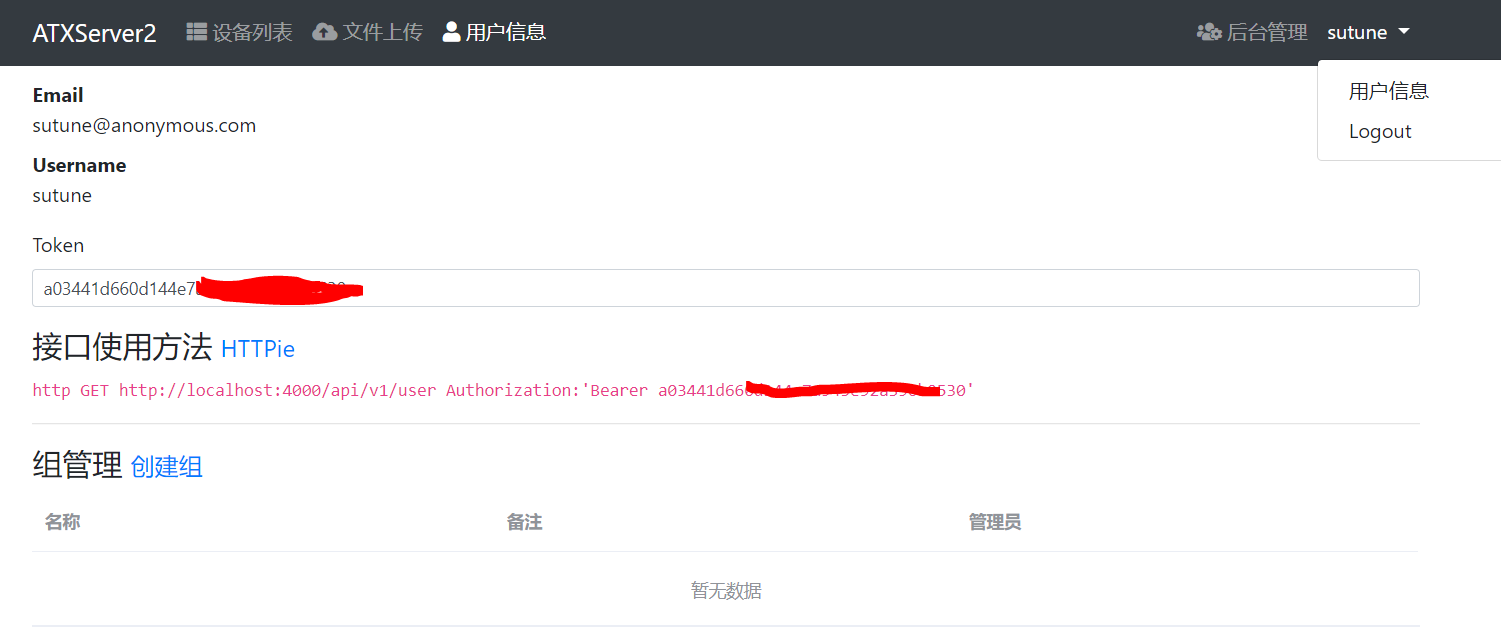 ATXServer2 设备列表 文件上传 用户信息 后台管理 sutune
用户信息
Logout
Email
sutune@anonymous.com
Username
sutune
Token
a03441d660d144e7
接口使用方法 HTTPie
http GET http://localhost:4000/api/v1/user Authorization:'Bearer a03441d66 530'
组管理 创建组
名称 备注 管理员
暂无数据